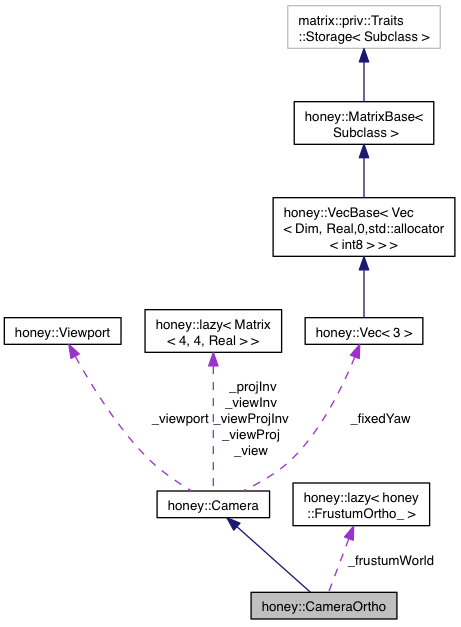 matrix::priv::Traits
::Storage< Subclass >
honey::MatrixBase<
Subclass >
honey::VecBase< Vec
< Dim, Real,0,std::allocator
< int8 > > >
honey::Viewport
honey::lazy< Matrix
< 4, 4, Real > >
honey::Vec< 3 >
_viewport
_projInv
_viewInv
_viewProjInv
_viewProj
_view
_fixedYaw
honey::Camera
honey::lazy< honey
::FrustumOrtho_ >
_frustumWorld
honey::CameraOrtho